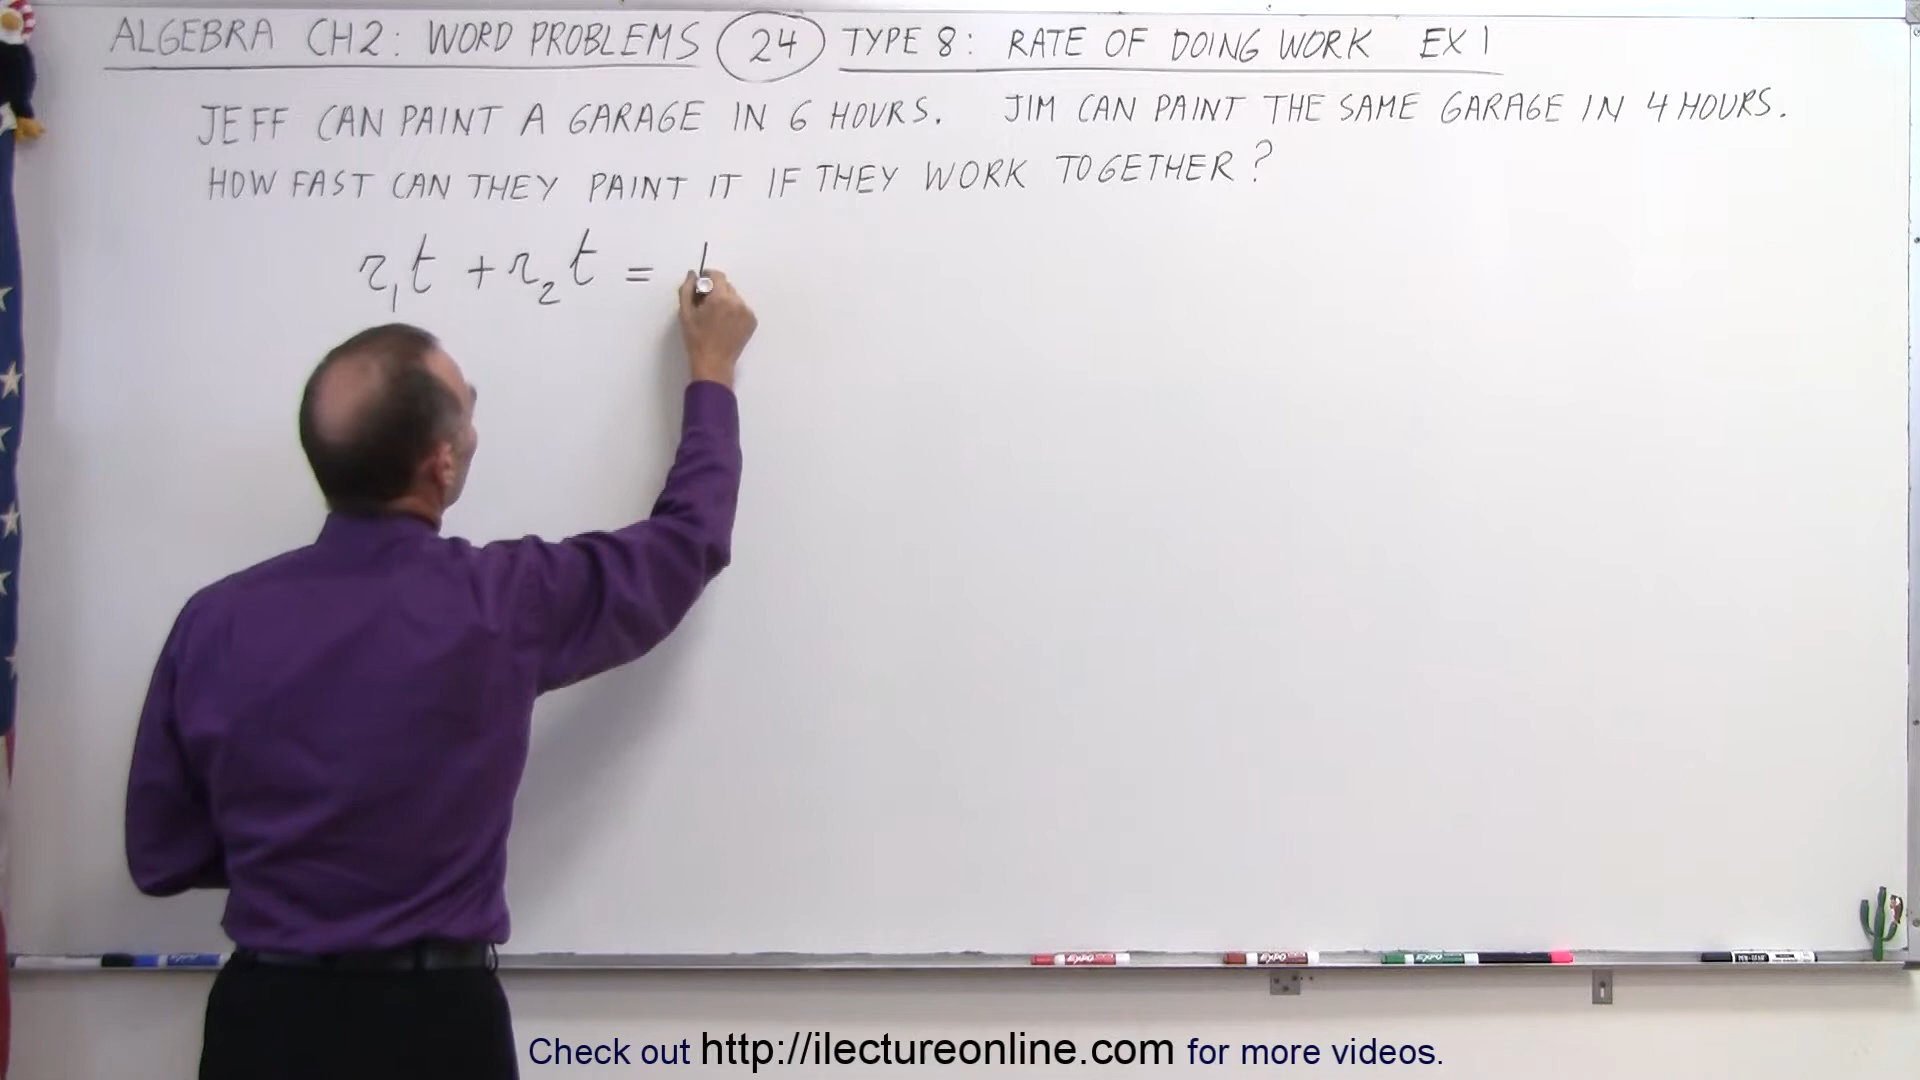 ALGEBRA CH2: WORD PROBLEMS 24 TYPE 8: RATE OF DOING WORK EX 1
JEFF CAN PAINT A GARAGE IN 6 HOURS. JIM CAN PAINT THE SAME GARAGE IN 4 HOURS.
HOW FAST CAN THEY PAINT IT IF THEY WORK TOGETHER?
r₁t + r₂t =
Check out http://ilectureonline.com for more videos.